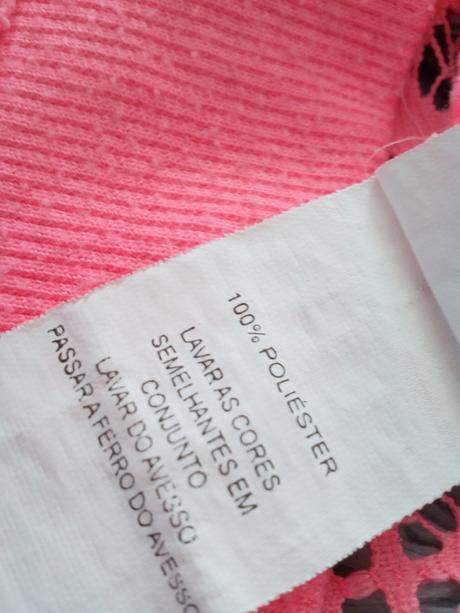 100% POLIÉSTER
LAVAR AS CORES
SEMELHANTES EM
CONJUNTO
LAVAR DO AVESSO
PASSAR A FERRO DO AVESSO